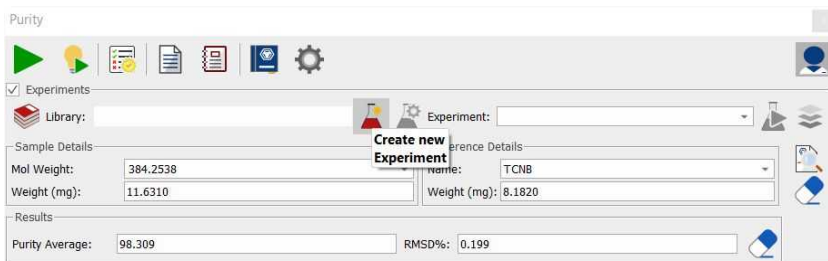 Purity
Experiments
Library:
Experiment:
Create new
Experiment
Sample Details
erence Details
Mol Weight: 384.2538
Name: TCNB
Weight (mg): 11.6310
Weight (mg): 8.1820
Results
Purity Average: 98.309
RMSD%: 0.199